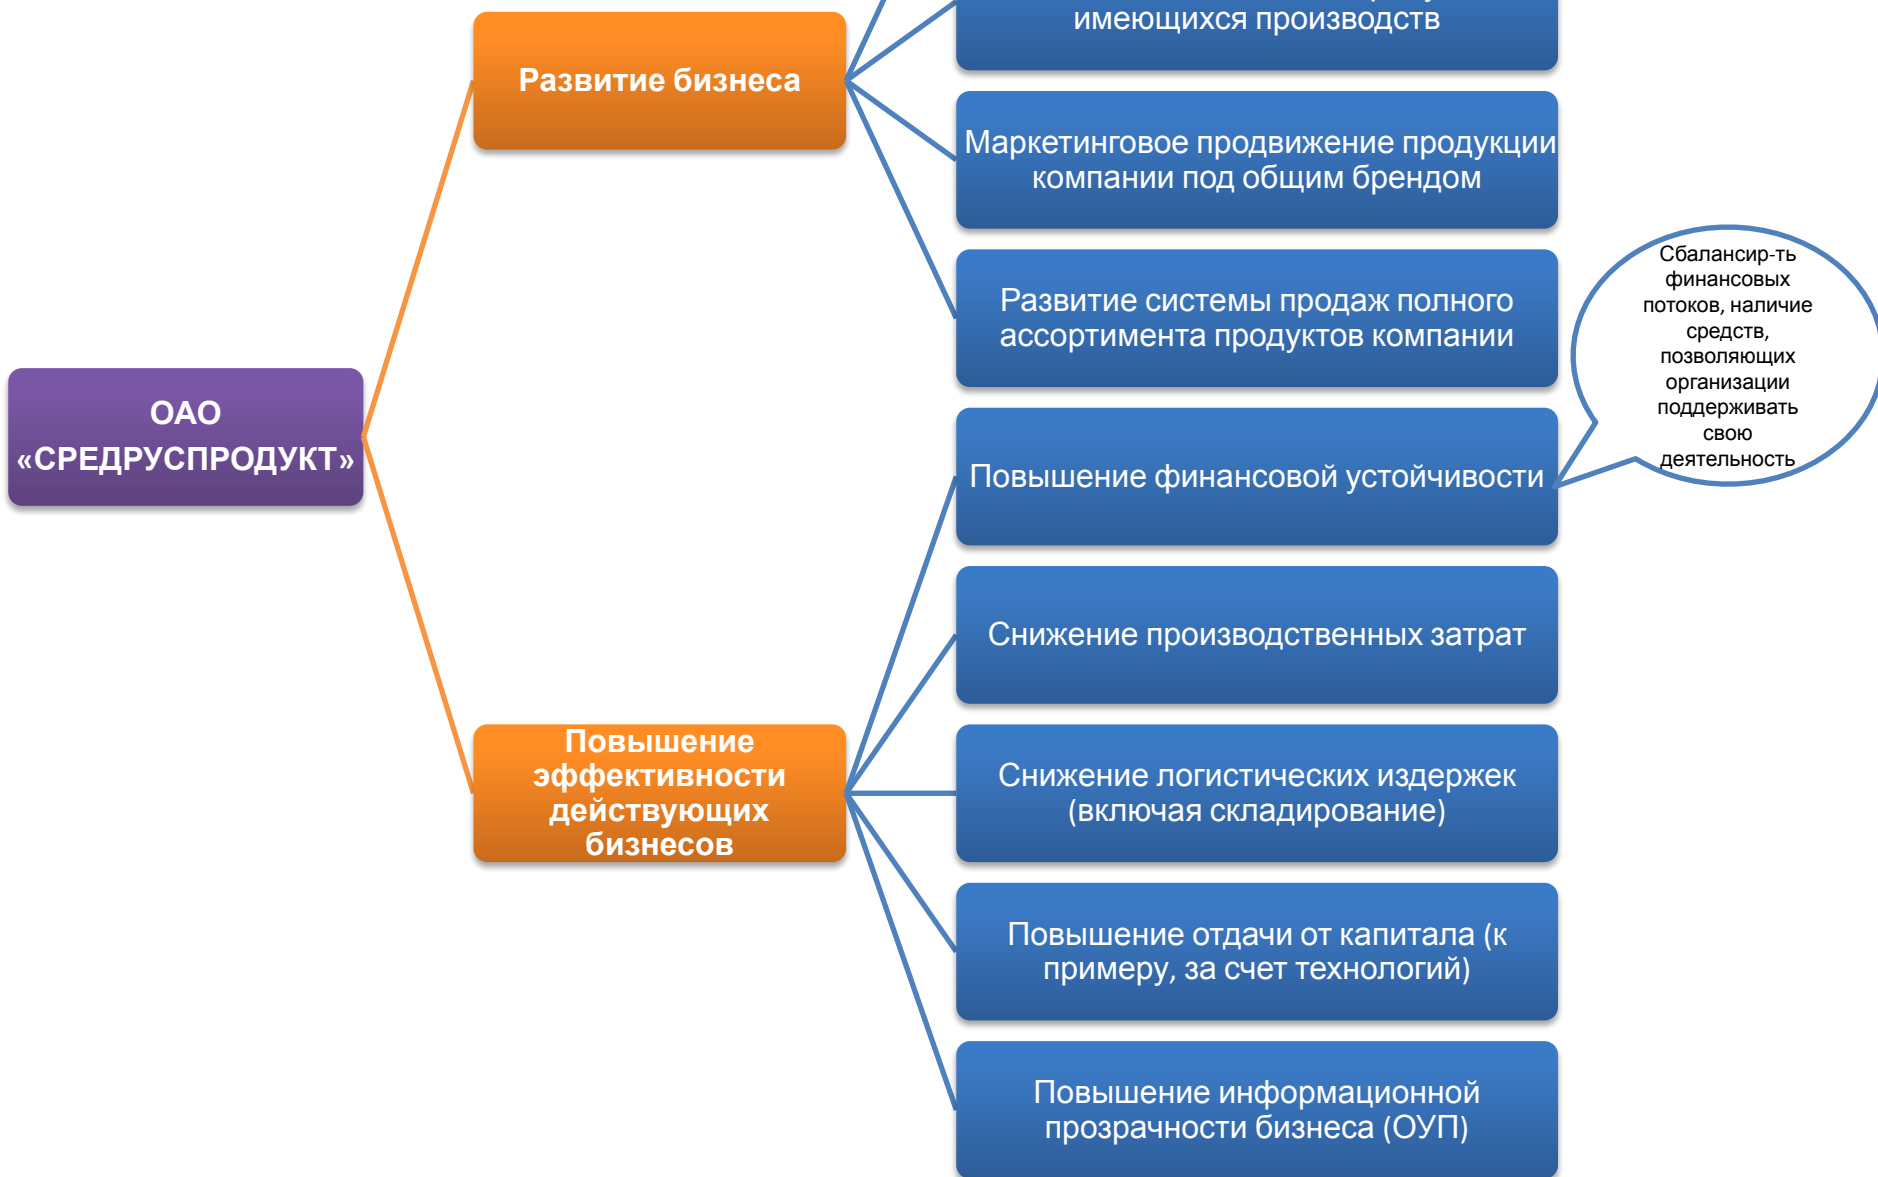 имеющихся производств
Развитие бизнеса
Маркетинговое продвижение продукции
компании под общим брендом
Развитие системы продаж полного
ассортимента продуктов компании
Сбалансир-ть
финансовых
потоков, наличие
средств,
позволяющих
организации
поддерживать
свою
деятельность
ОАО
«СРЕДРУСПРОДУКТ»
Повышение финансовой устойчивости
Снижение производственных затрат
Повышение
эффективности
действующих
бизнесов
Снижение логистических издержек
(включая складирование)
Повышение отдачи от капитала (к
примеру, за счет технологий)
Повышение информационной
прозрачности бизнеса (ОУП)